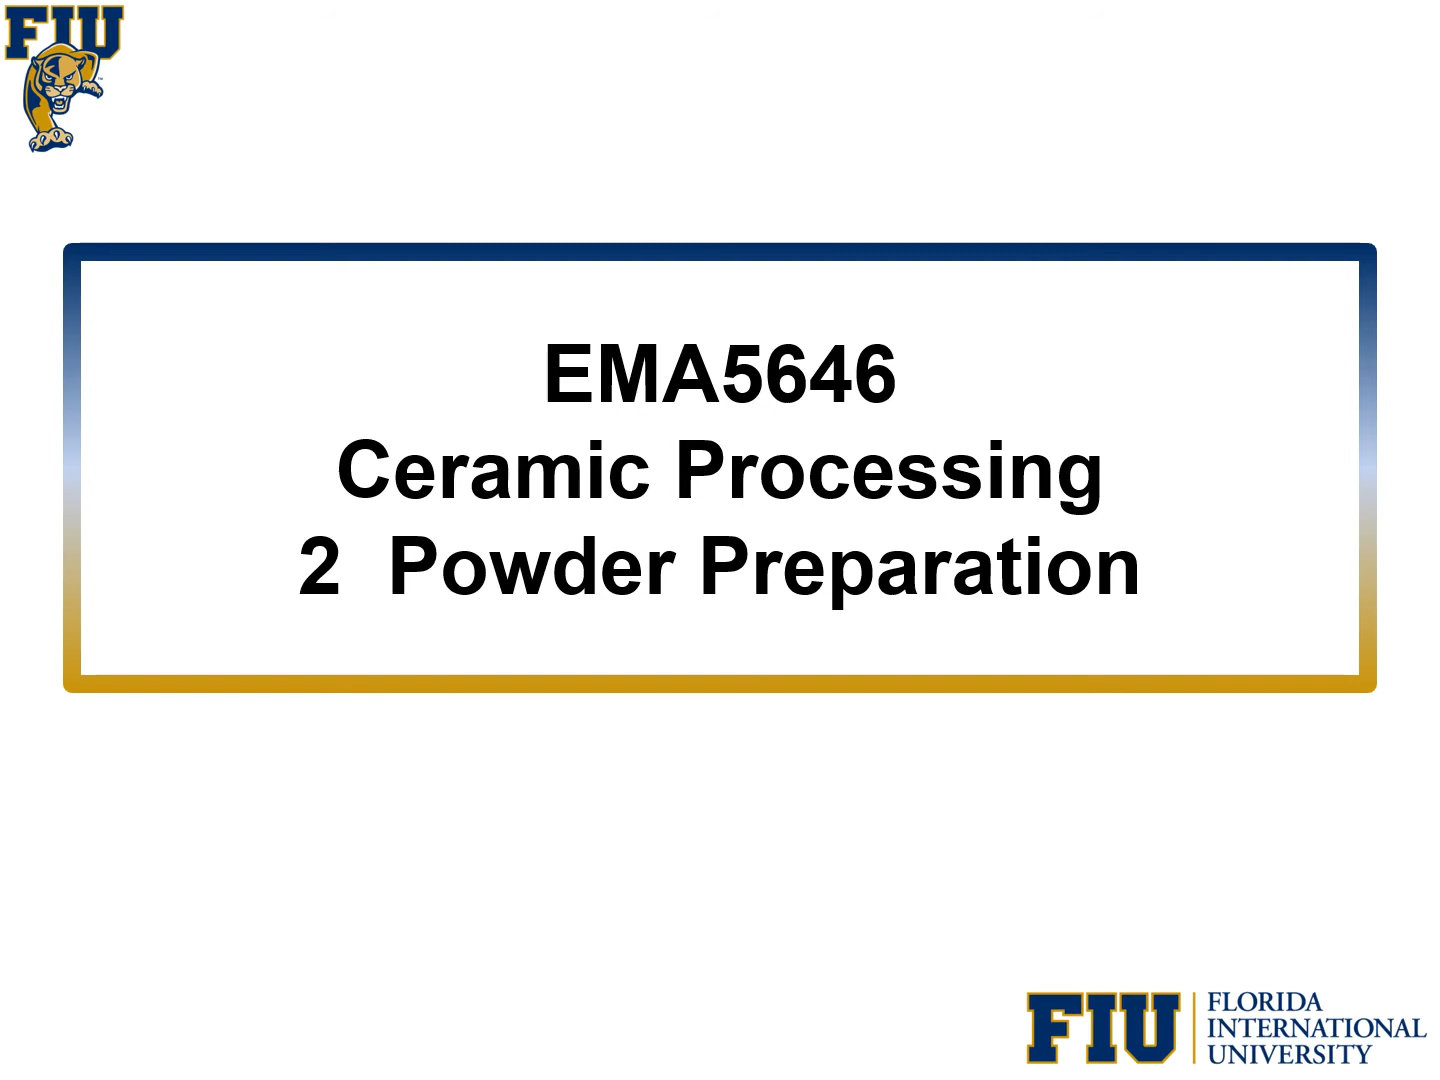 FIU
EMA5646
Ceramic Processing
2  Powder Preparation
FIU
FLORIDA
INTERNATIONAL
UNIVERSITY